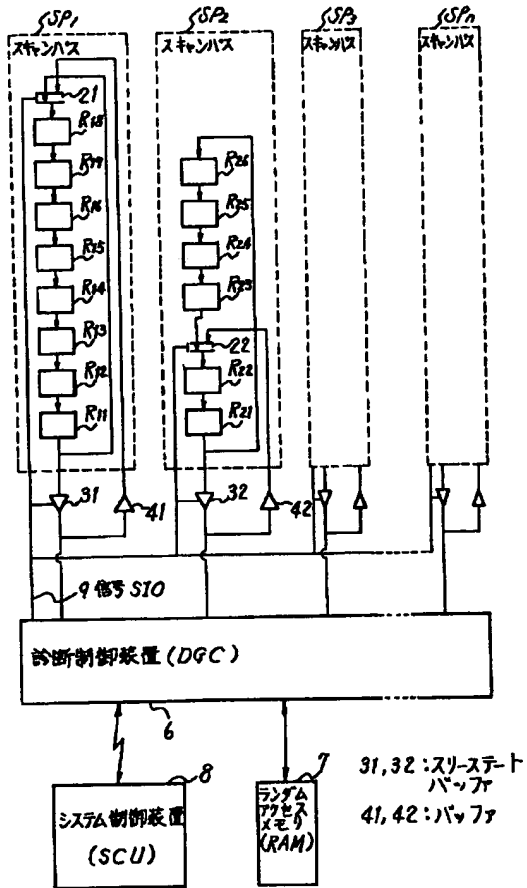 SP1
SP2
SP3
SPn
スキャンパス
スキャンパス
スキャンパス
スキャンパス
21
R18
R17
R16
R15
R14
R13
R12
R11
R26
R25
R24
R23
22
R22
R21
31
41
32
42
9 信号 SIO
診断制御装置(DGC)
6
8
システム制御装置
(SCU)
7
ランダム
アクセス
メモリ
(RAM)
31,32:スリーステート
バッファ
41,42:バッファ